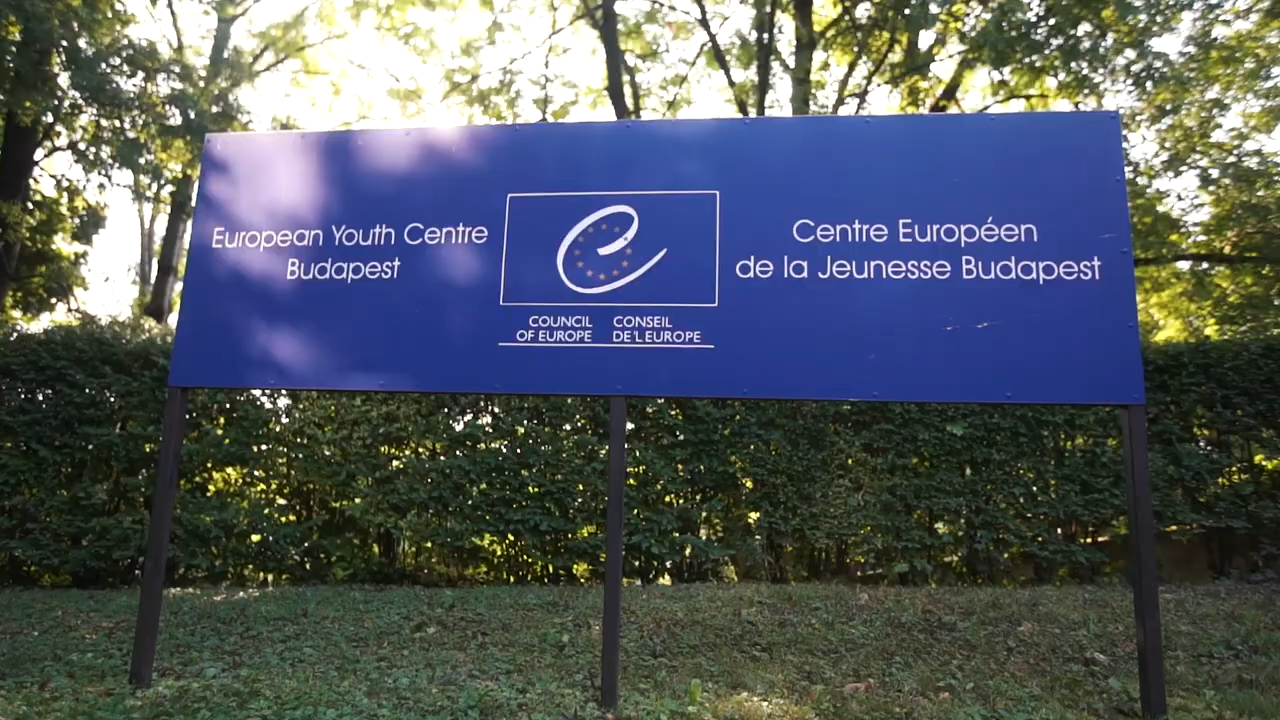 European Youth Centre
Budapest
COUNCIL
OF EUROPE
CONSEIL
DE'L EUROPE
Centre Européen
de la Jeunesse Budapest